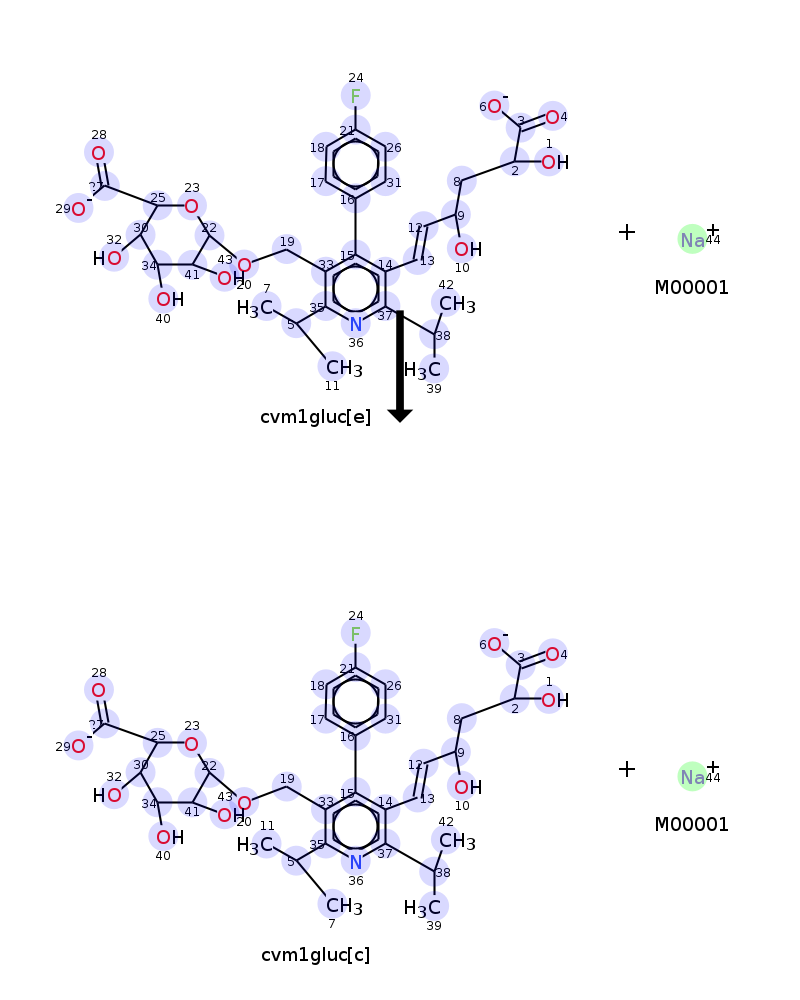 24
F
6 O- 3 O 4
1
28 21 OH
O 18 26 2
27 23 17 31 8
25 O 16
29 O- 9
30 22 12
32 19 15 OH
HO 43 O 33 14 13 10
34 41 OH 20
OH 7 42
40 H3C 35 N 37 CH3
5 36 38
CH3 H3C
11 39
+ Na+ 44
M00001
cvm1gluc[e]
24
F
6 O- 3 O 4
1
28 21 OH
O 18 26 2
27 23 17 31 8
25 O 16
29 O- 9
30 22 12
32 19 15 OH
HO 43 O 33 14 13 10
34 41 OH 20
OH 11 42
40 H3C 35 N 37 CH3
5 36 38
CH3 H3C
7 39
+ Na+ 44
M00001
cvm1gluc[c]